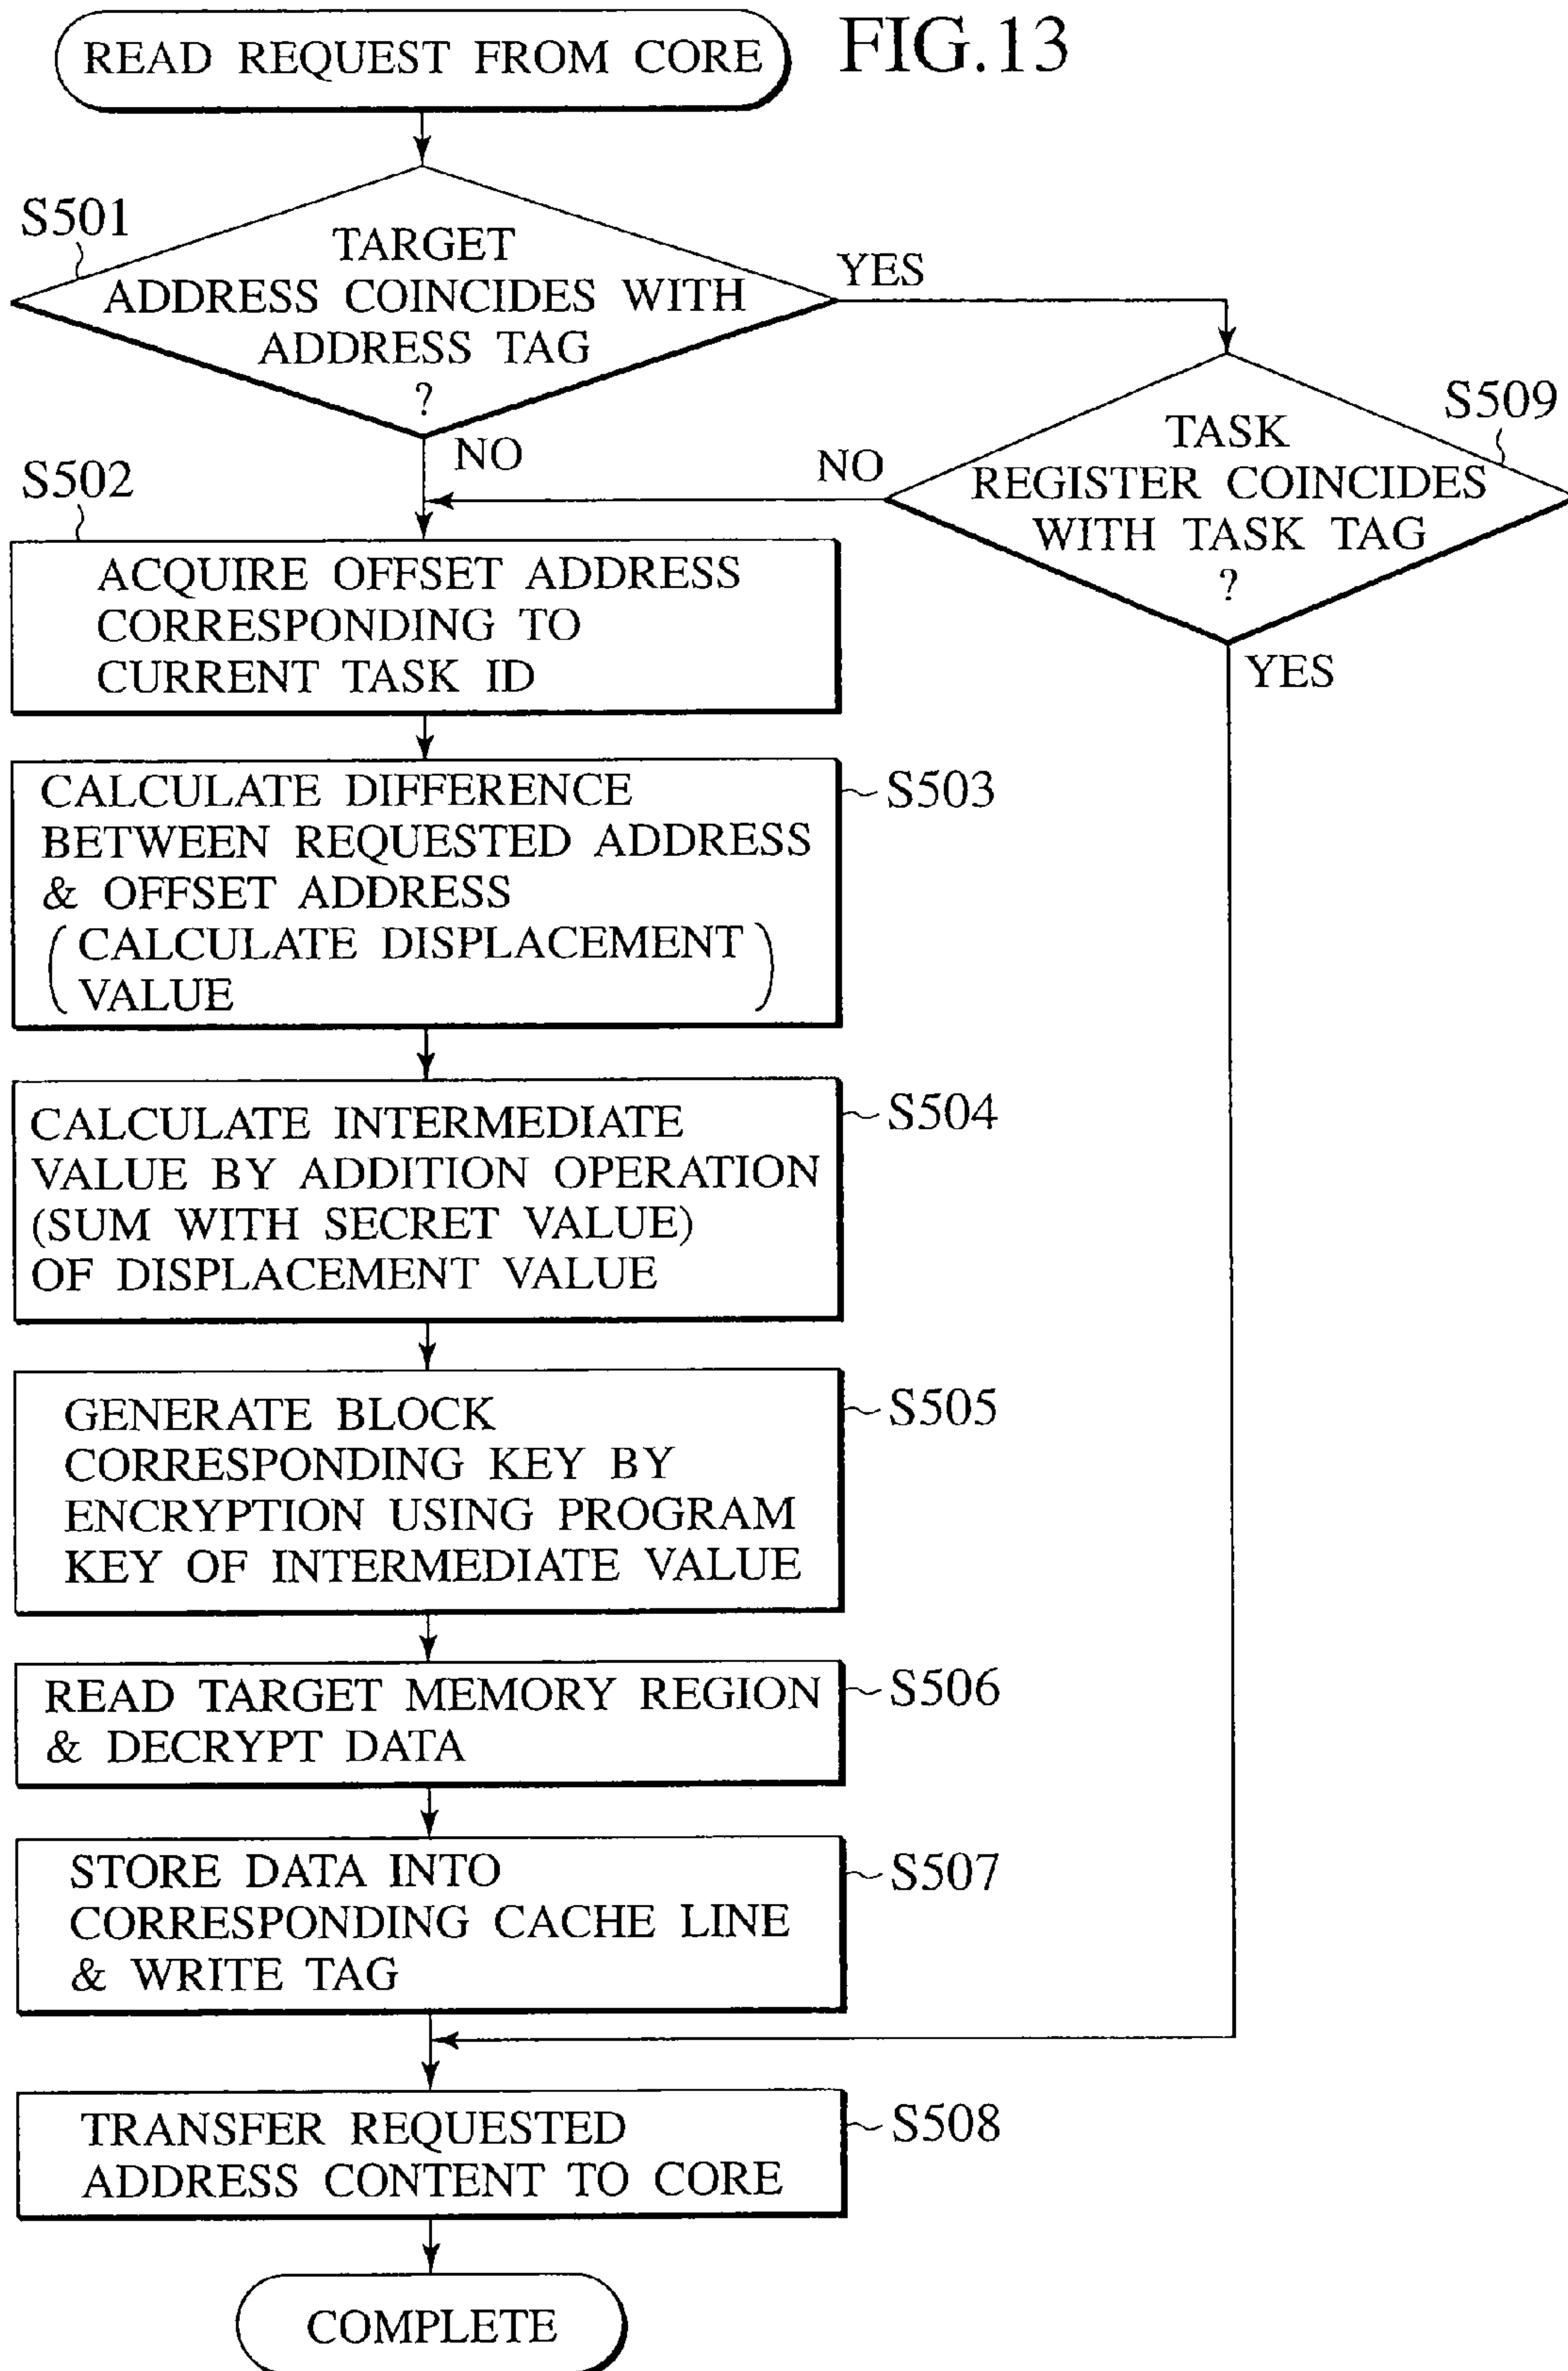 READ REQUEST FROM CORE
FIG.13
S501
TARGET
ADDRESS COINCIDES WITH
ADDRESS TAG
?
YES
NO
S509
TASK
REGISTER COINCIDES
WITH TASK TAG
?
NO
YES
S502
ACQUIRE OFFSET ADDRESS
CORRESPONDING TO
CURRENT TASK ID
CALCULATE DIFFERENCE
BETWEEN REQUESTED ADDRESS
& OFFSET ADDRESS
(CALCULATE DISPLACEMENT
VALUE)
S503
CALCULATE INTERMEDIATE
VALUE BY ADDITION OPERATION
(SUM WITH SECRET VALUE)
OF DISPLACEMENT VALUE
S504
GENERATE BLOCK
CORRESPONDING KEY BY
ENCRYPTION USING PROGRAM
KEY OF INTERMEDIATE VALUE
S505
READ TARGET MEMORY REGION
& DECRYPT DATA
S506
STORE DATA INTO
CORRESPONDING CACHE LINE
& WRITE TAG
S507
TRANSFER REQUESTED
ADDRESS CONTENT TO CORE
S508
COMPLETE